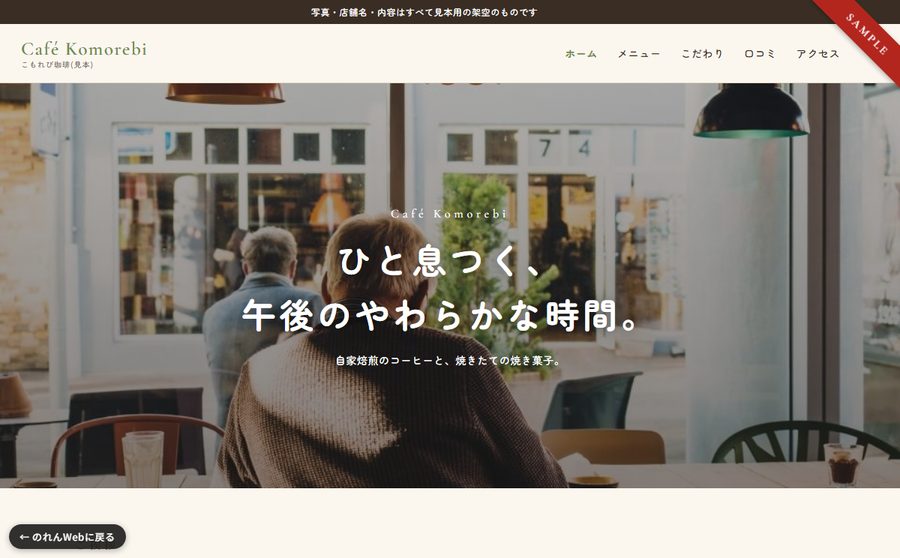 写真・店舗名・内容はすべて見本用の架空のものです
SAMPLE
Café Komorebi
こもれび珈琲(見本)
ホーム
メニュー
こだわり
口コミ
アクセス
7 4
Café Komorebi
ひと息つく、
午後のやわらかな時間。
自家焙煎のコーヒーと、焼きたての焼き菓子。
← のれんWebに戻る